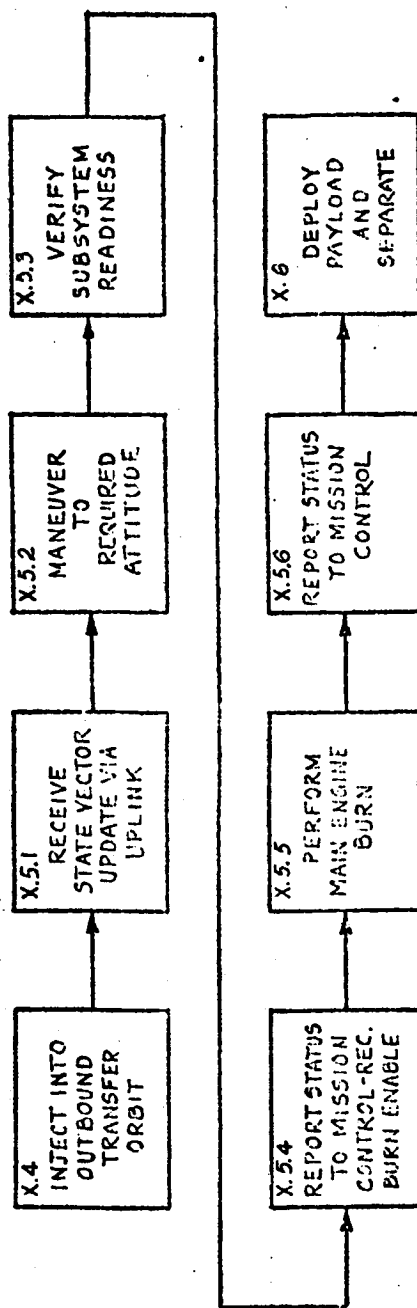 X.4
INJECT INTO
OUTBOUND
TRANSFER
ORBIT
X.5.1
RECEIVE
STATE VECTOR
UPDATE VIA
UPLINK
X.5.2
MANEUVER
TO
REQUIRED
ATTITUDE
X.5.3
VERIFY
SUBSYSTEM
READINESS
X.5.4
REPORT STATUS
TO MISSION
CONTROL-REC.
BURN ENABLE
X.5.5
PERFORM
MAIN ENGINE
BURN
X.5.6
REPORT STATUS
TO MISSION
CONTROL
X.6
DEPLOY
PAYLOAD
AND
SEPARATE